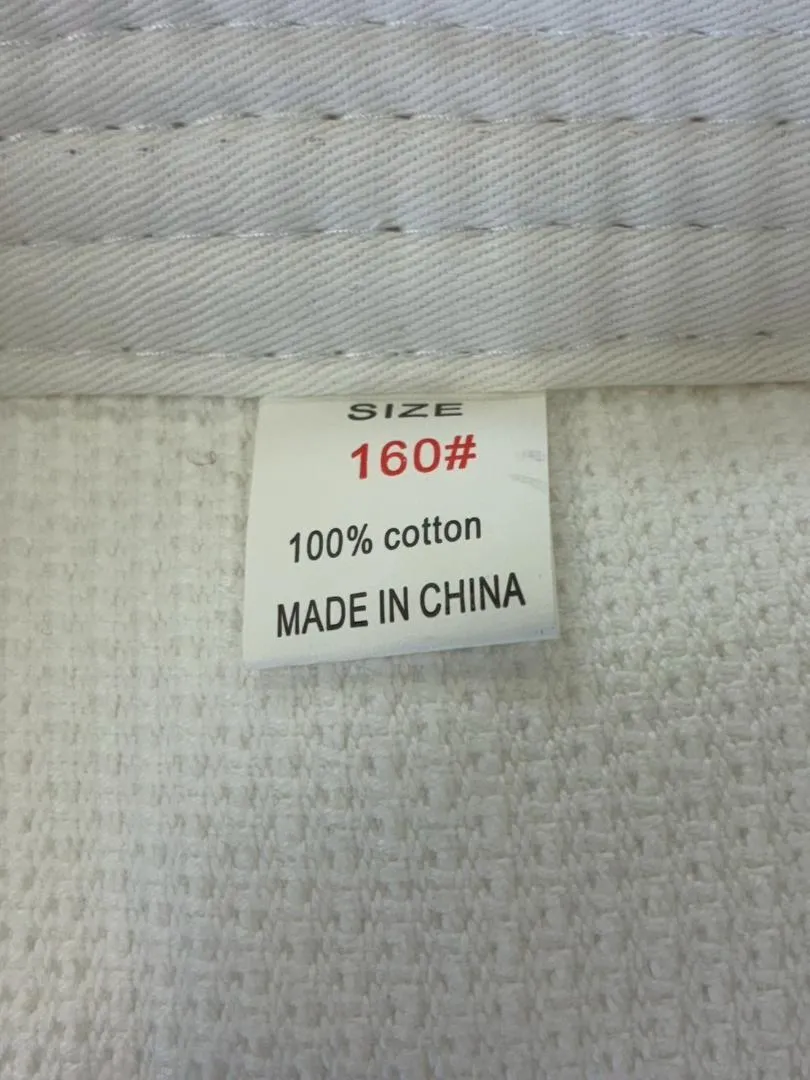 SIZE
160#
100% cotton
MADE IN CHINA